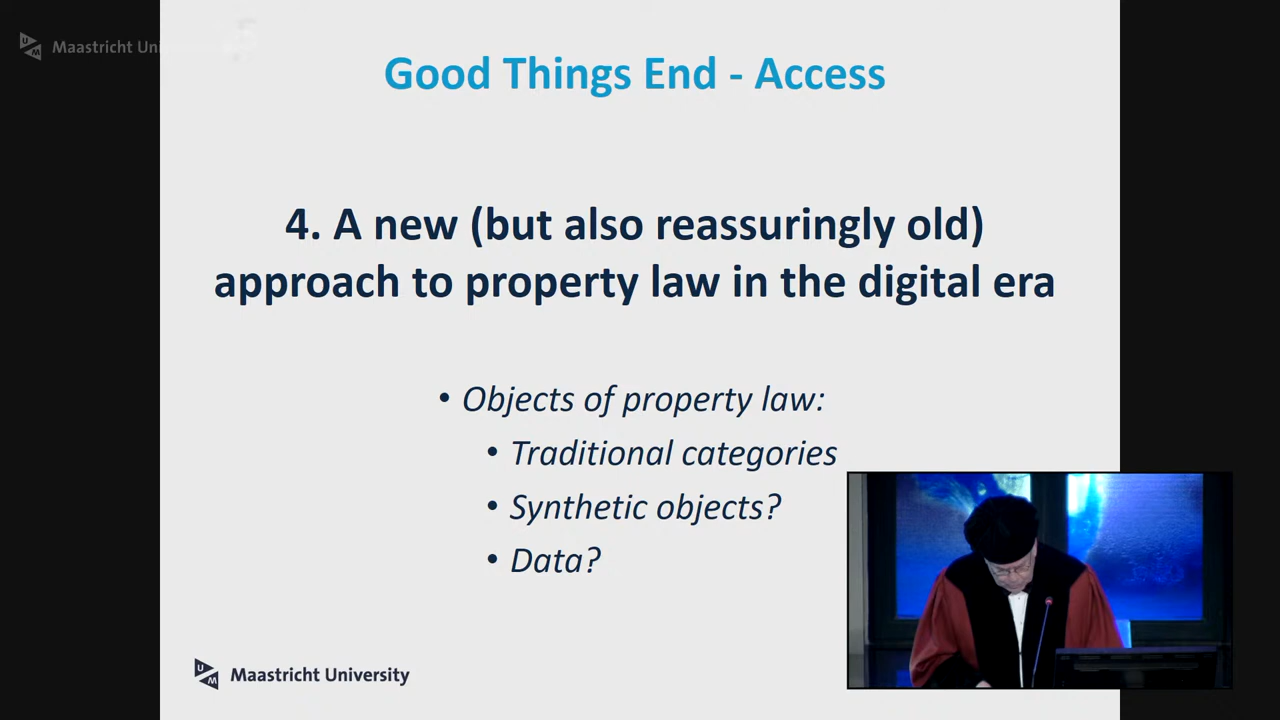 Maastricht Uni
Good Things End - Access
4. A new (but also reassuringly old)
approach to property law in the digital era
• Objects of property law:
• Traditional categories
• Synthetic objects?
• Data?
UM
Maastricht University